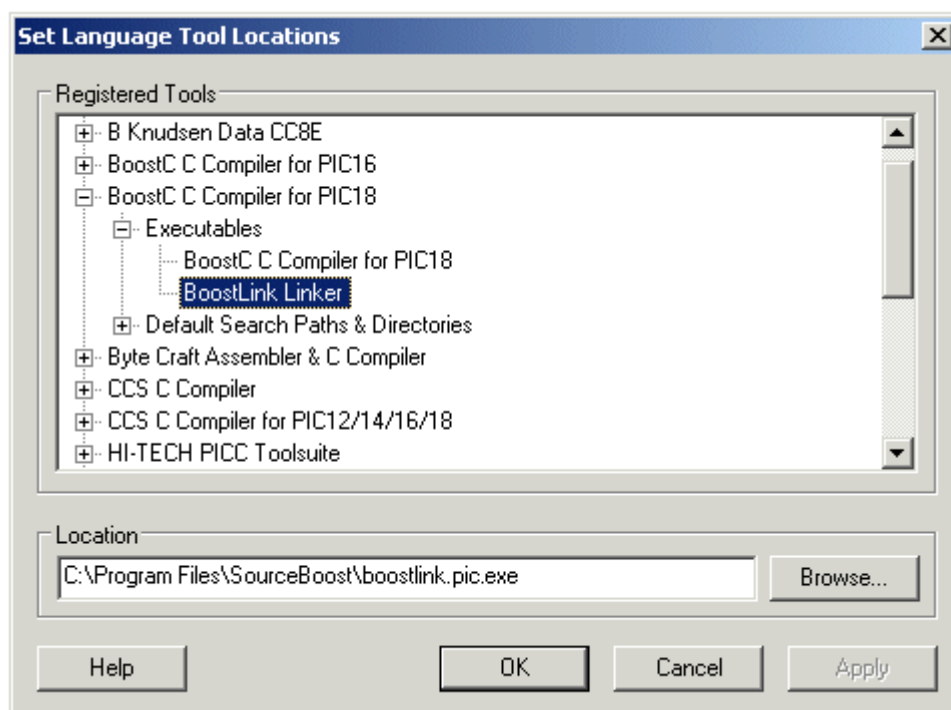 Set Language Tool Locations
Registered Tools
B Knudsen Data CC8E
BoostC C Compiler for PIC16
BoostC C Compiler for PIC18
Executables
BoostC C Compiler for PIC18
BoostLink Linker
Default Search Paths & Directories
Byte Craft Assembler & C Compiler
CCS C Compiler
CCS C Compiler for PIC12/14/16/18
HI-TECH PICC Toolsuite
Location
C:\Program Files\SourceBoost\boostlink.pic.exe Browse...
Help OK Cancel Apply